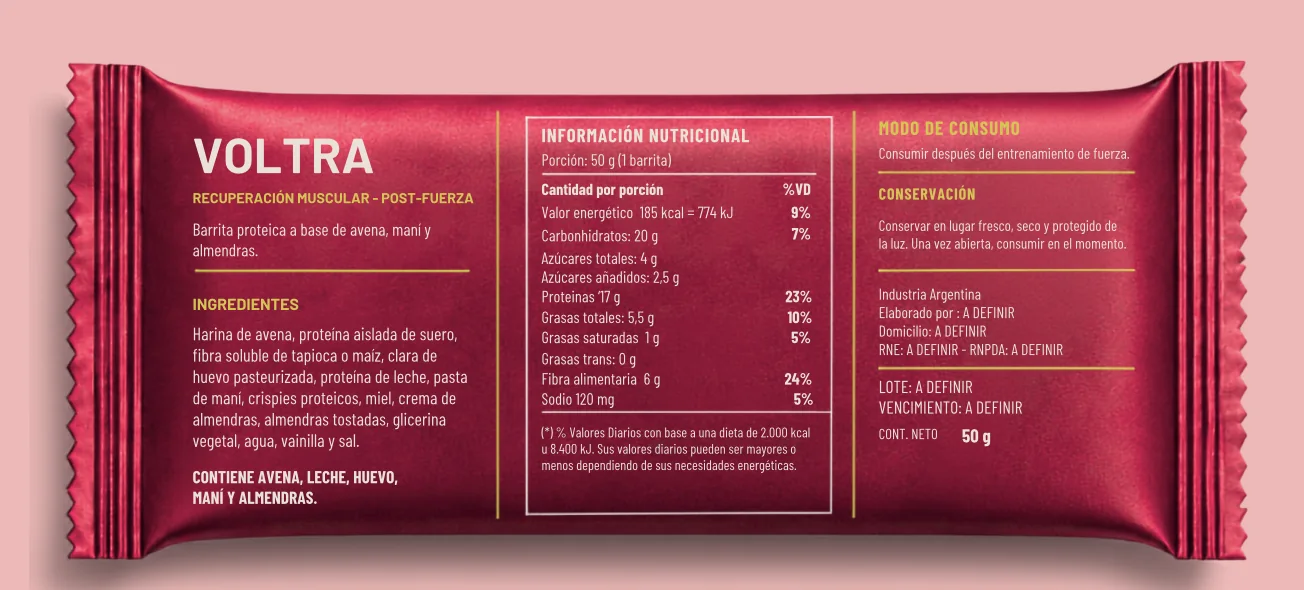 VOLTRA
RECUPERACIÓN MUSCULAR - POST-FUERZA
Barrita proteica a base de avena, maní y
almendras.
INGREDIENTES
Harina de avena, proteína aislada de suero,
fibra soluble de tapioca o maíz, clara de
huevo pasteurizada, proteína de leche, pasta
de maní, crispies proteicos, miel, crema de
almendras, almendras tostadas, glicerina
vegetal, agua, vainilla y sal.
CONTIENE AVENA, LECHE, HUEVO,
MANÍ Y ALMENDRAS.
INFORMACIÓN NUTRICIONAL
Porción: 50 g (1 barrita)
Cantidad por porción %VD
Valor energético 185 kcal = 774 kJ 9%
Carbonhidratos: 20 g 7%
Azúcares totales: 4 g
Azúcares añadidos: 2,5 g
Proteinas ´17 g 23%
Grasas totales: 5,5 g 10%
Grasas saturadas 1 g 5%
Grasas trans: 0 g
Fibra alimentaria 6 g 24%
Sodio 120 mg 5%
(*) % Valores Diarios con base a una dieta de 2.000 kcal
u 8.400 kJ. Sus valores diarios pueden ser mayores o
menos dependiendo de sus necesidades energéticas.
MODO DE CONSUMO
Consumir después del entrenamiento de fuerza.
CONSERVACIÓN
Conservar en lugar fresco, seco y protegido de
la luz. Una vez abierta, consumir en el momento.
Industria Argentina
Elaborado por : A DEFINIR
Domicilio: A DEFINIR
RNE: A DEFINIR - RNPDA: A DEFINIR
LOTE: A DEFINIR
VENCIMIENTO: A DEFINIR
CONT. NETO 50 g